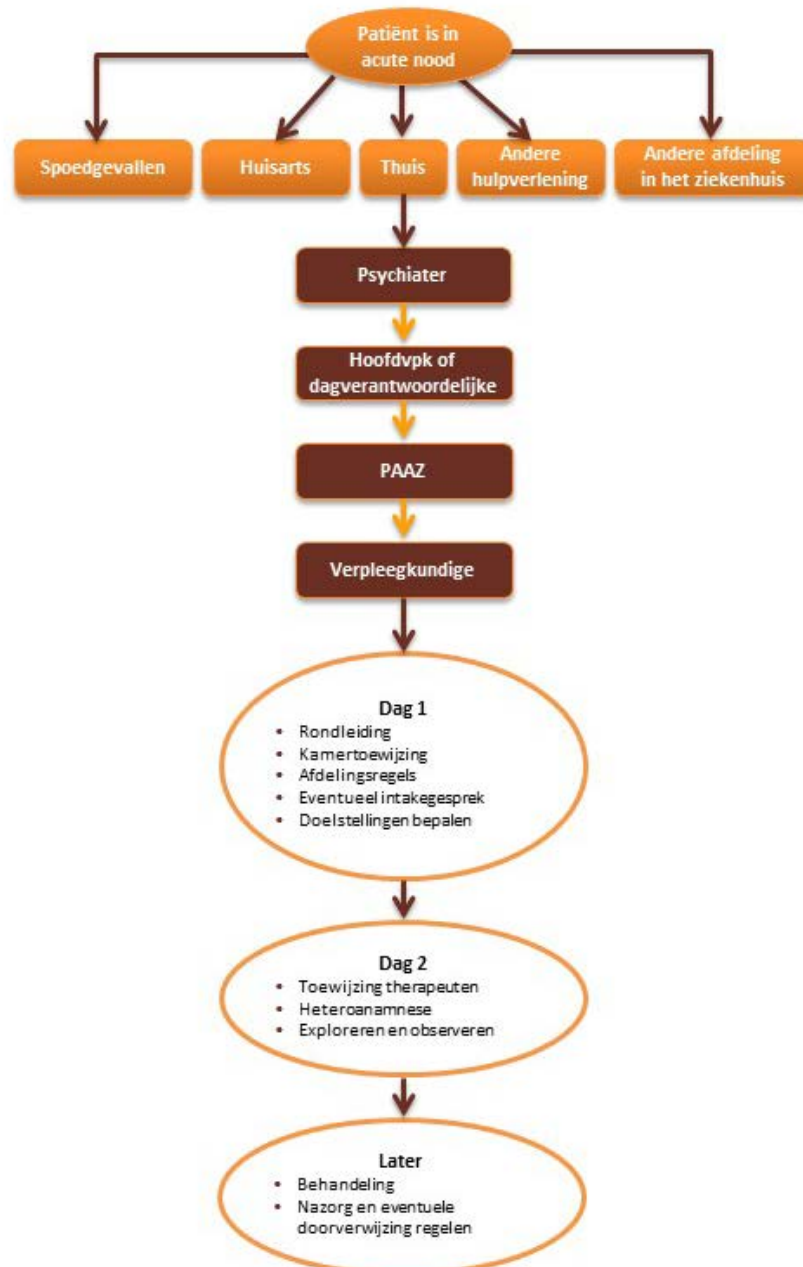 Patiënt is in
acute nood
Spoedgevallen
Huisarts
Thuis
Andere
hulpverlening
Andere afdeling
in het ziekenhuis
Psychiater
Hoofdvpk of
dagverantwoordelijke
PAAZ
Verpleegkundige
Dag 1
• Rondleiding
• Kamertoewijzing
• Afdelingsregels
• Eventueel intakegesprek
• Doelstellingen bepalen
Dag 2
• Toewijzing therapeuten
• Heteroanamnese
• Exploreren en observeren
Later
• Behandeling
• Nazorg en eventuele
doorverwijzing regelen